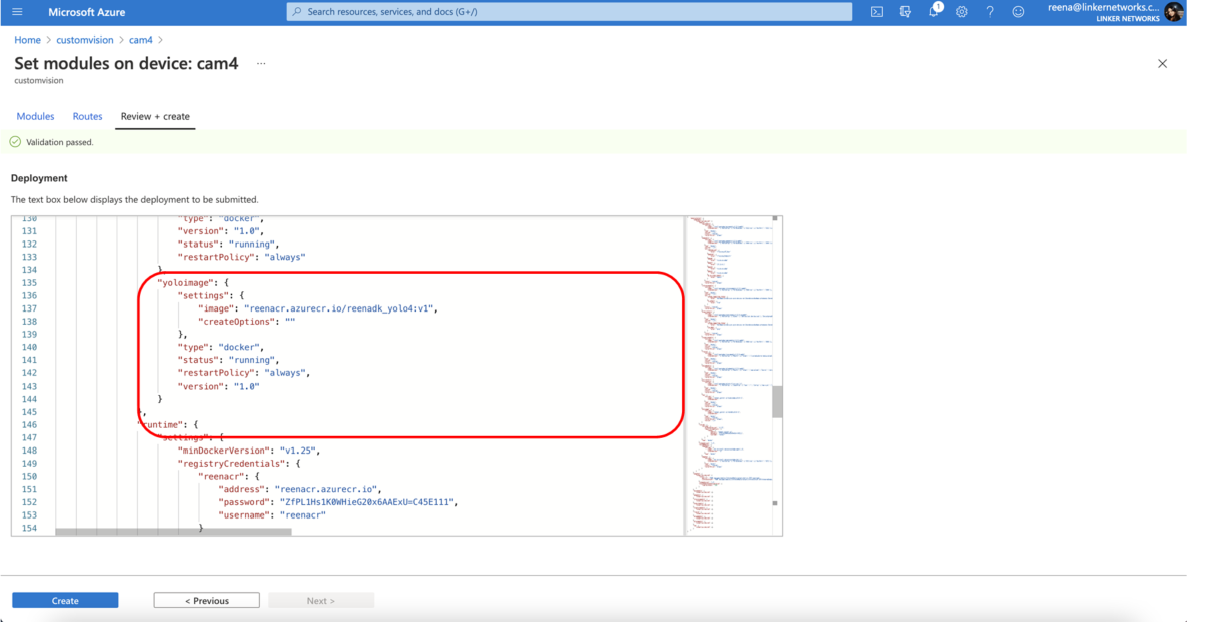 Microsoft Azure
Search resources, services, and docs (G+/)
1
reena@linkernetworks.c...
LINKER NETWORKS
Home > customvision > cam4 >
Set modules on device: cam4 ...
customvision
Modules Routes Review + create
Validation passed.
Deployment
The text box below displays the deployment to be submitted.
130 "type": "docker",
131 "version": "1.0",
132 "status": "running",
133 "restartPolicy": "always"
134 },
135 "yoloimage": {
136 "settings": {
137 "image": "reenacr.azurecr.io/reenadk_yolo4:v1",
138 "createOptions": ""
139 },
140 "type": "docker",
141 "status": "running",
142 "restartPolicy": "always",
143 "version": "1.0"
144 }
145 },
146 "runtime": {
147 "settings": {
148 "minDockerVersion": "v1.25",
149 "registryCredentials": {
150 "reenacr": {
151 "address": "reenacr.azurecr.io",
152 "password": "ZfPL1Hs1K0WHieG20x6AAExU=C45E111",
153 "username": "reenacr"
154 }
Create < Previous Next >